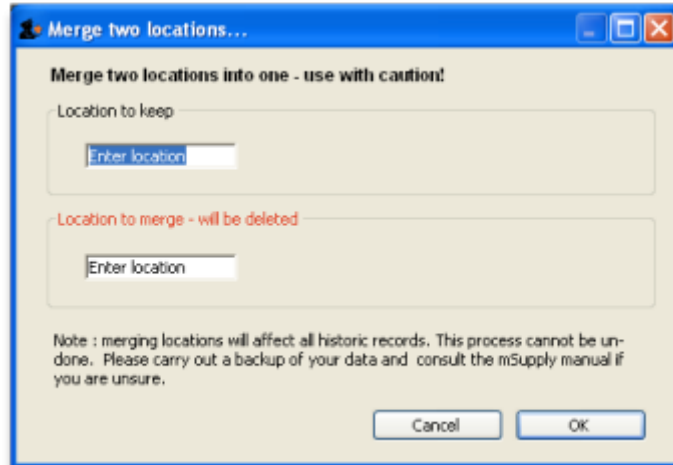 Merge two locations...
Merge two locations into one - use with caution!
Location to keep
Enter location
Location to merge - will be deleted
Enter location
Note : merging locations will affect all historic records. This process cannot be un-
done. Please carry out a backup of your data and consult the mSupply manual if
you are unsure.
Cancel OK